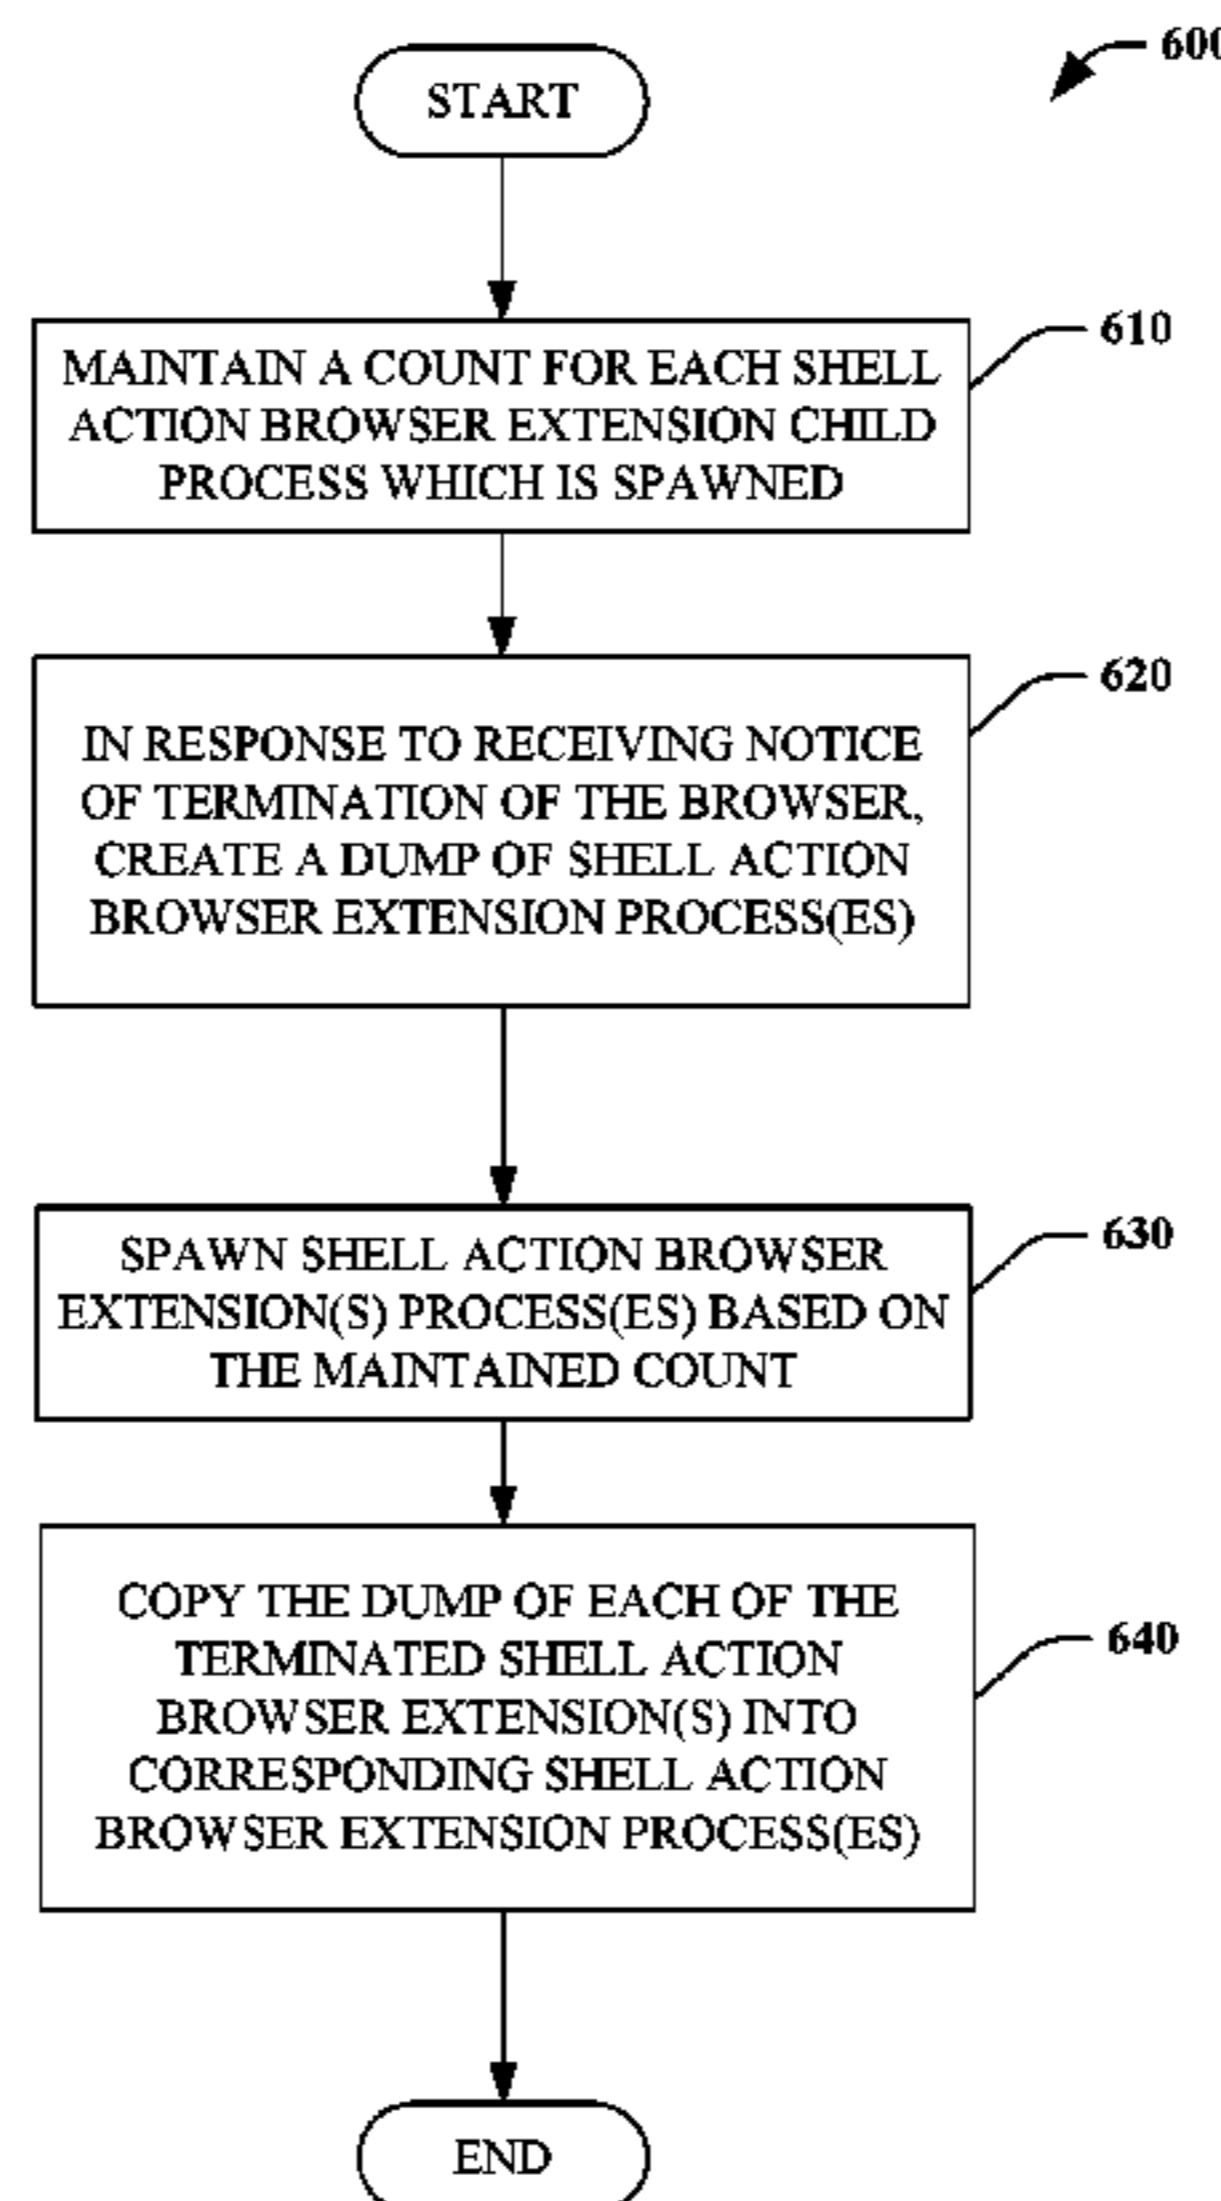 600
START
610
MAINTAIN A COUNT FOR EACH SHELL
ACTION BROWSER EXTENSION CHILD
PROCESS WHICH IS SPAWNED
620
IN RESPONSE TO RECEIVING NOTICE
OF TERMINATION OF THE BROWSER,
CREATE A DUMP OF SHELL ACTION
BROWSER EXTENSION PROCESS(ES)
630
SPAWN SHELL ACTION BROWSER
EXTENSION(S) PROCESS(ES) BASED ON
THE MAINTAINED COUNT
640
COPY THE DUMP OF EACH OF THE
TERMINATED SHELL ACTION
BROWSER EXTENSION(S) INTO
CORRESPONDING SHELL ACTION
BROWSER EXTENSION PROCESS(ES)
END